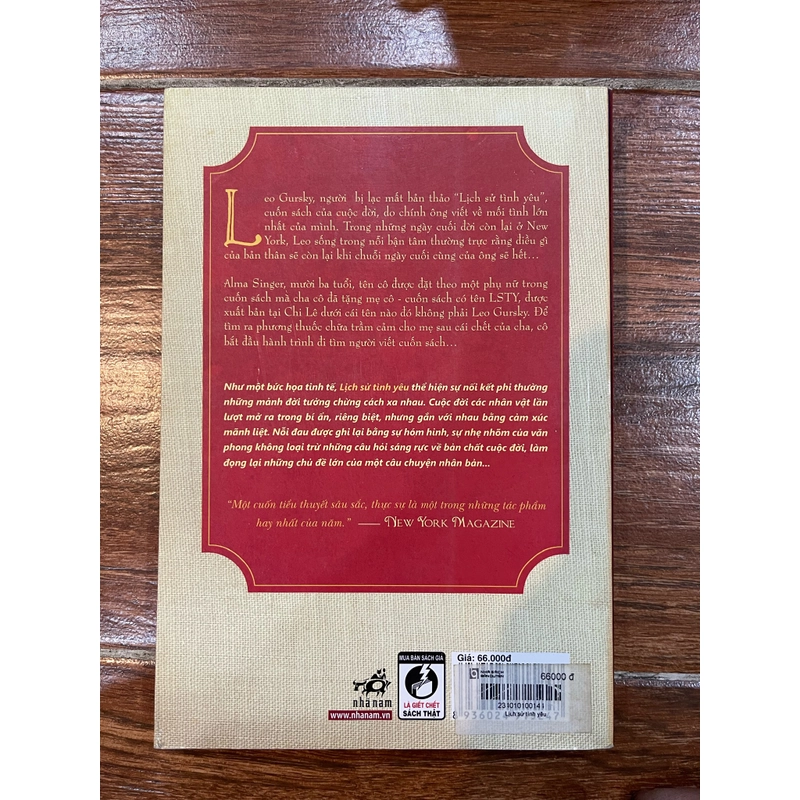 Leo Gursky, người bị lạc mất bản thảo “Lịch sử tình yêu”,
cuốn sách của cuộc đời, do chính ông viết về mối tình lớn
nhất của mình. Trong những ngày cuối đời còn lại ở New
York, Leo sống trong nỗi bận tâm thường trực rằng điều gì
của bản thân sẽ còn lại khi chuỗi ngày cuối cùng của ông sẽ hết...
Alma Singer, mười ba tuổi, tên cô được đặt theo một phụ nữ trong
cuốn sách mà cha cô đã tặng mẹ cô - cuốn sách có tên LSTY, được
xuất bản tại Chi Lê dưới cái tên nào đó không phải Leo Gursky. Để
tìm ra phương thuốc chữa trầm cảm cho mẹ sau cái chết của cha, cô
bắt đầu hành trình đi tìm người viết cuốn sách...
Như một bức họa tinh tế, Lịch sử tình yêu thể hiện sự nối kết phi thường
những mảnh đời tưởng chừng cách xa nhau. Cuộc đời các nhân vật lần
lượt mở ra trong bí ẩn, riêng biệt, nhưng gắn với nhau bằng cảm xúc
mãnh liệt. Nỗi đau được ghi lại bằng sự hóm hỉnh, sự nhẹ nhõm của văn
phong không loại trừ những câu hỏi sáng rực về bản chất cuộc đời, làm
đọng lại những chủ đề lớn của một câu chuyện nhân bản...
“Một cuốn tiểu thuyết sâu sắc, thực sự là một trong những tác phẩm
hay nhất của năm.” — NEW YORK MAGAZINE
nhã nam
www.nhanam.vn
MUA BÁN SÁCH GIẢ
LÀ GIẾT CHẾT
SÁCH THẬT
Giá: 66.000đ
66000 đ
Lịch sử tình yêu